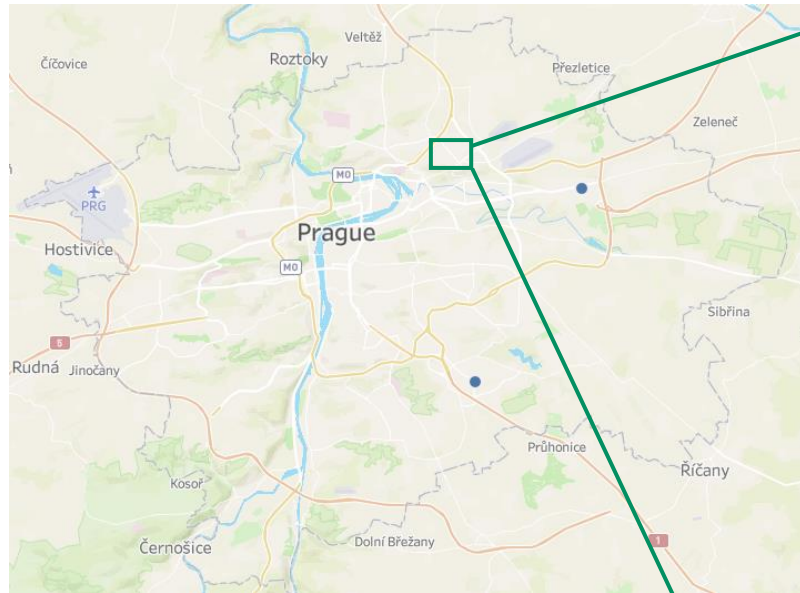 Veltěž
Roztoky
Číčovice
Přezletice
Zeleneč
M0
PRG
Prague
Hostivice
M0
Sibřina
5
Rudná
Jinočany
Průhonice
Říčany
Kosoř
1
Dolní Břežany
Černošice